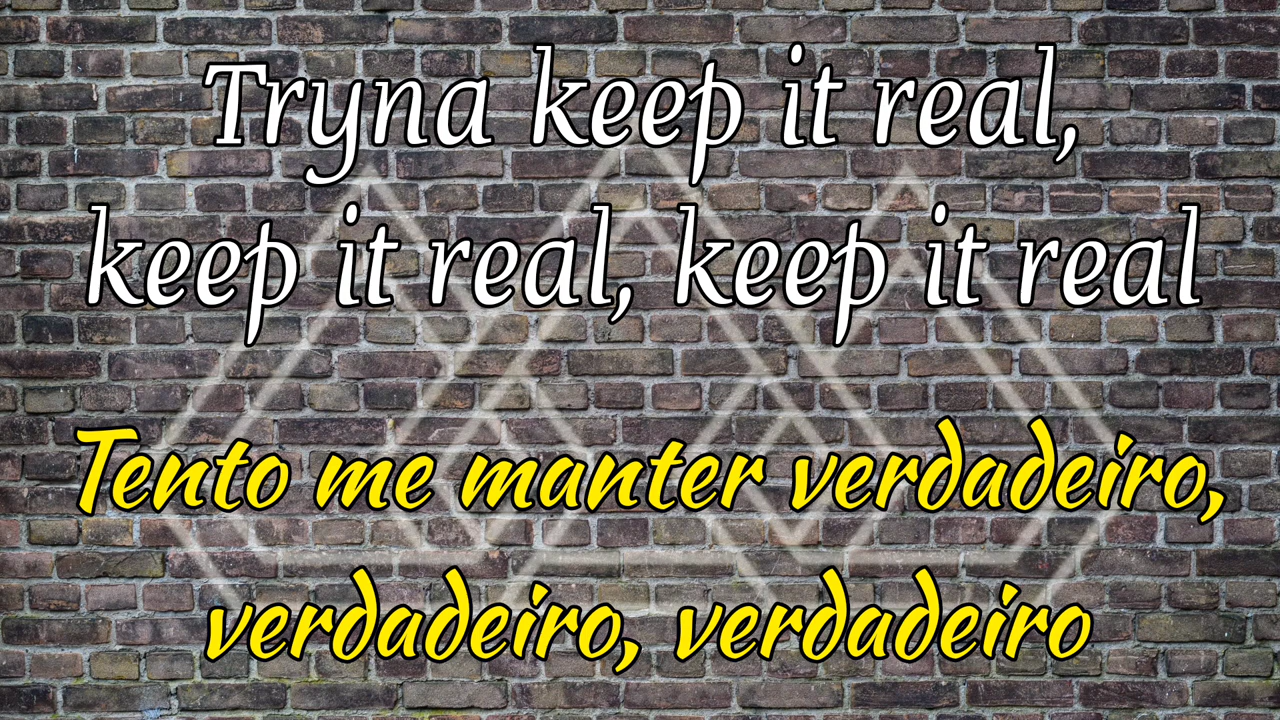 Tryna keep it real,
keep it real, keep it real
Tento me manter verdadeiro,
verdadeiro, verdadeiro